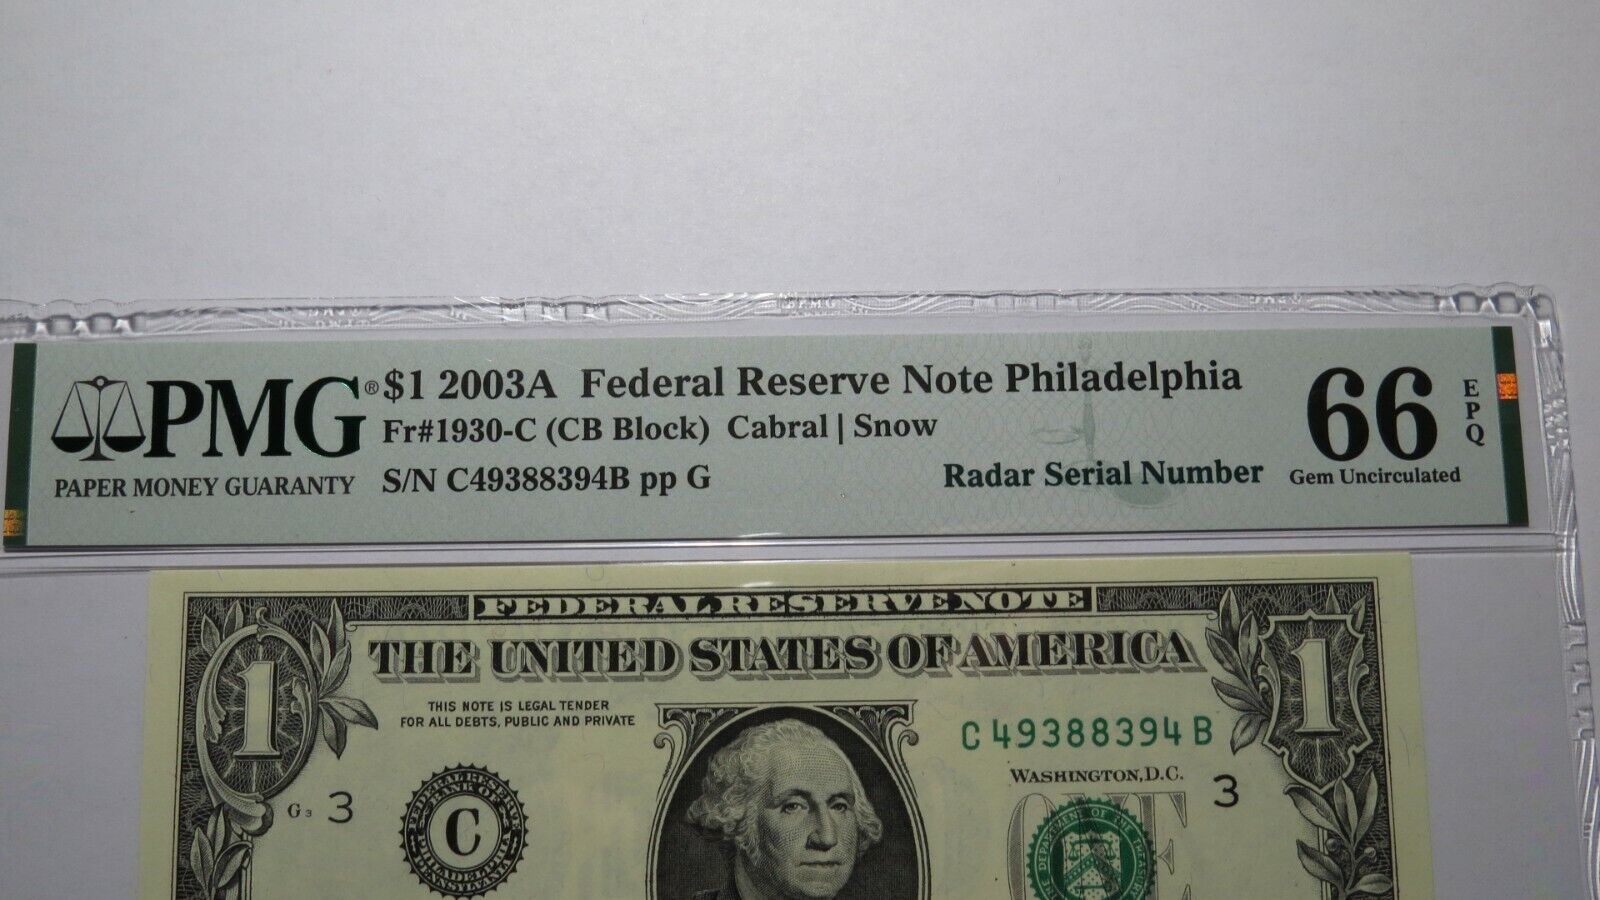 PMG®
PAPER MONEY GUARANTY
$1 2003A Federal Reserve Note Philadelphia
Fr#1930-C (CB Block) Cabral | Snow
S/N C49388394B pp G
Radar Serial Number
66
EPQ
Gem Uncirculated
FEDERAL RESERVE NOTE
THE UNITED STATES OF AMERICA
1
1
THIS NOTE IS LEGAL TENDER
FOR ALL DEBTS, PUBLIC AND PRIVATE
C 49388394 B
WASHINGTON, D.C.
G3
3
3
C
ONE